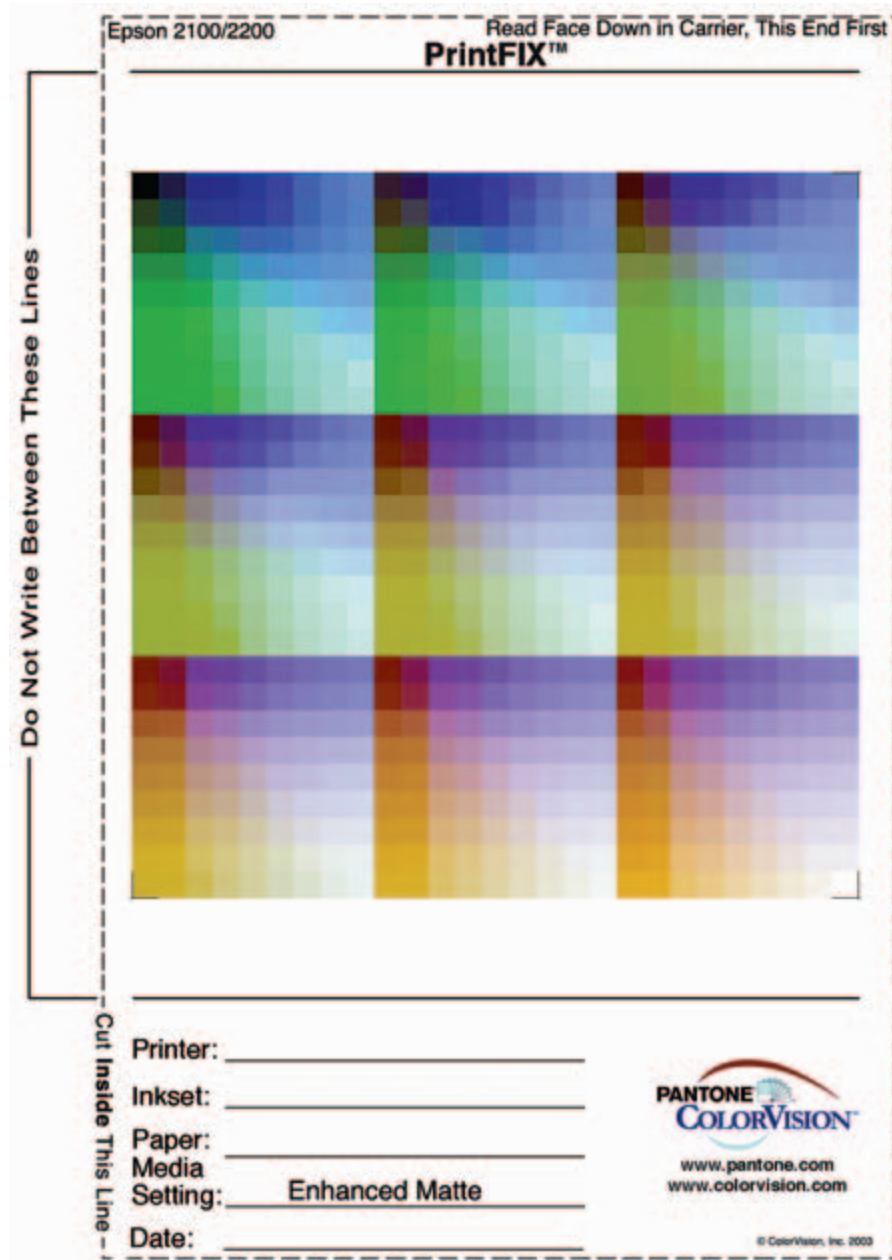 Epson 2100/2200
Read Face Down in Carrier, This End First
PrintFIX™
Do Not Write Between These Lines
Cut Inside This Line
Printer:
Inkset:
Paper:
Media
Setting: Enhanced Matte
Date:
PANTONE
COLORVISION™
www.pantone.com
www.colorvision.com
© ColorVision, Inc. 2003